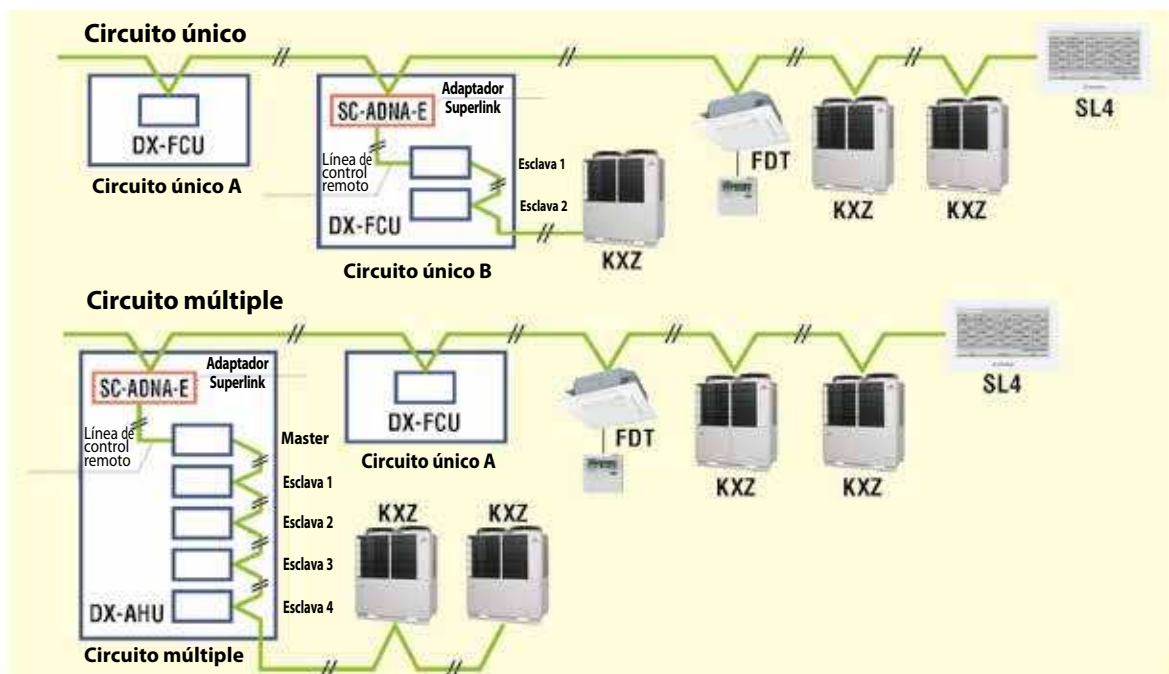 Circuito único
SL4
Adaptador
Superlink
SC-ADNA-E
DX-FCU
Línea de
control
remoto
Esclava 1
Esclava 2
DX-FCU
FDT
KXZ
KXZ
KXZ
Circuito único A
Circuito único B
Circuito múltiple
SL4
Adaptador
Superlink
SC-ADNA-E
DX-FCU
Línea de
control
remoto
Master
Esclava 1
Esclava 2
Esclava 3
Esclava 4
DX-AHU
Circuito único A
FDT
KXZ
KXZ
KXZ
KXZ
Circuito múltiple